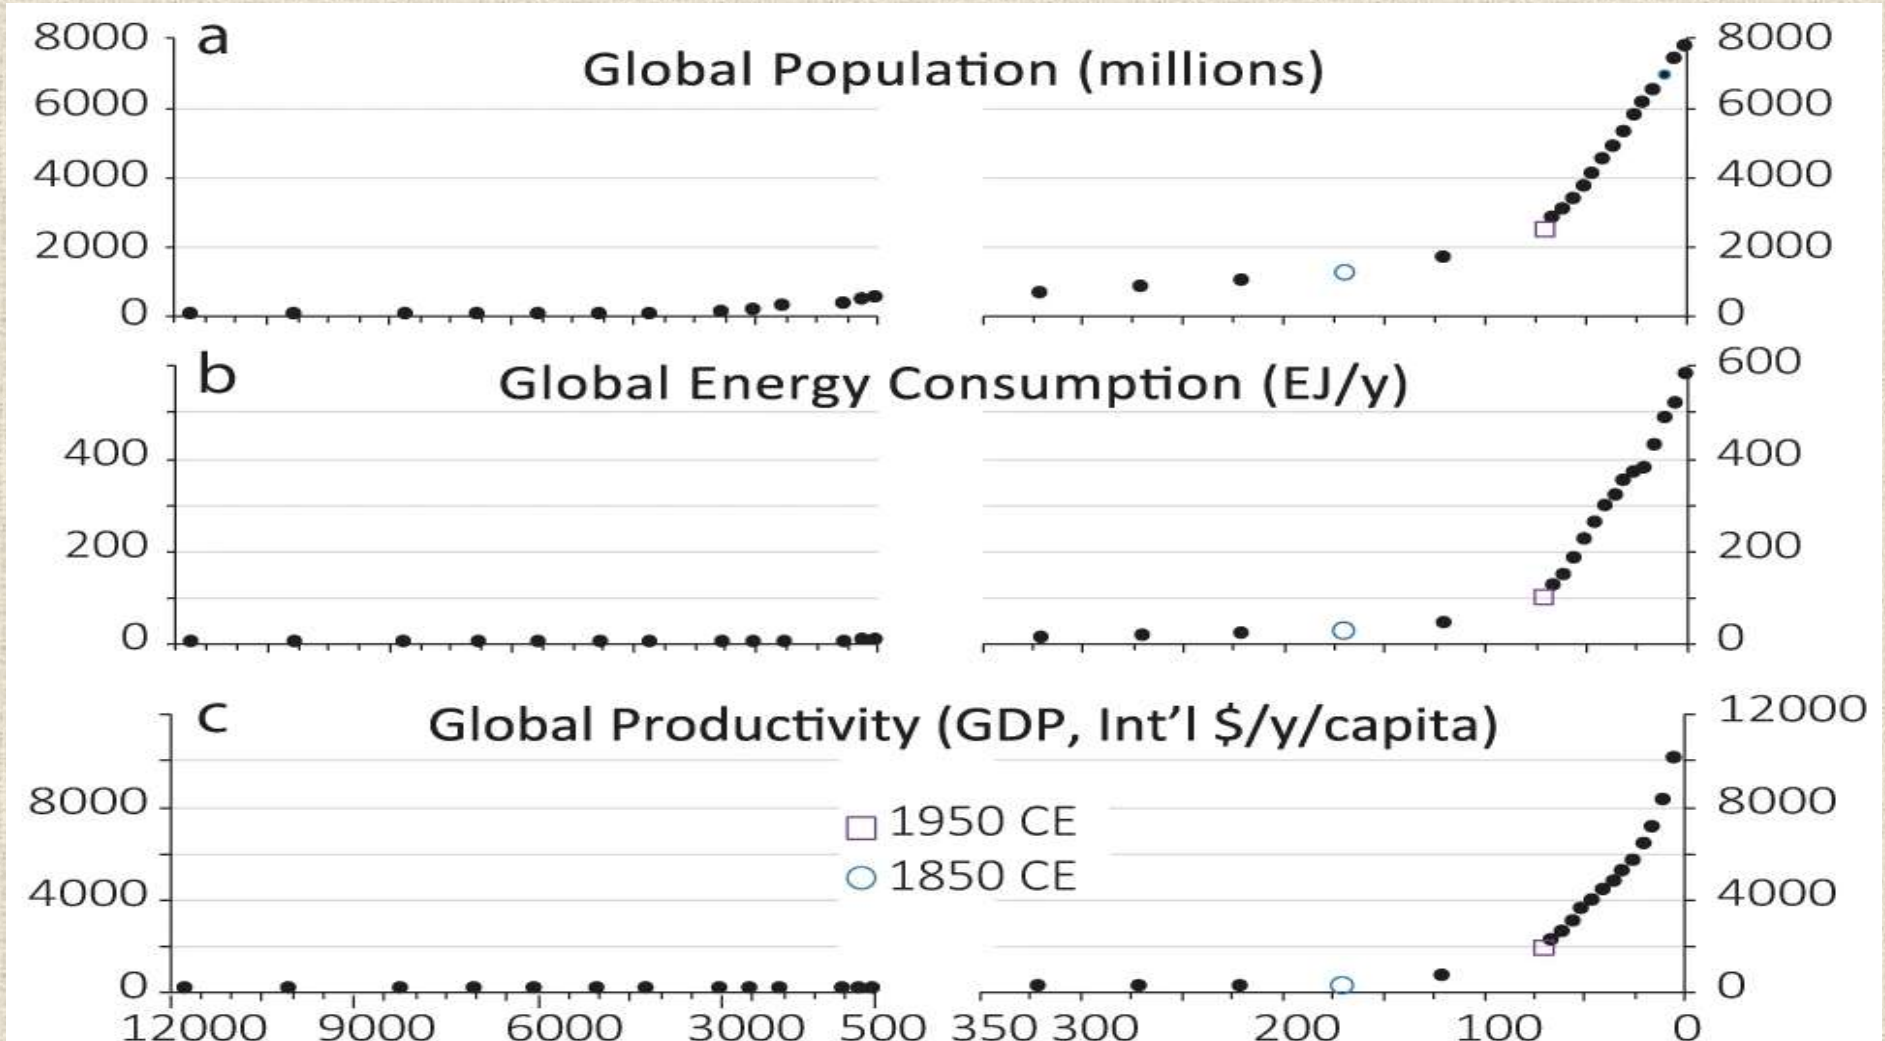 a
Global Population (millions)
8000 8000
6000 6000
4000 4000
2000 2000
0 0
b
Global Energy Consumption (EJ/y)
600
400 400
200 200
0 0
c
Global Productivity (GDP, Int'l $/y/capita)
12000
8000 8000
4000 4000
0 0
1950 CE
1850 CE
12000 9000 6000 3000 500 350 300 200 100 0